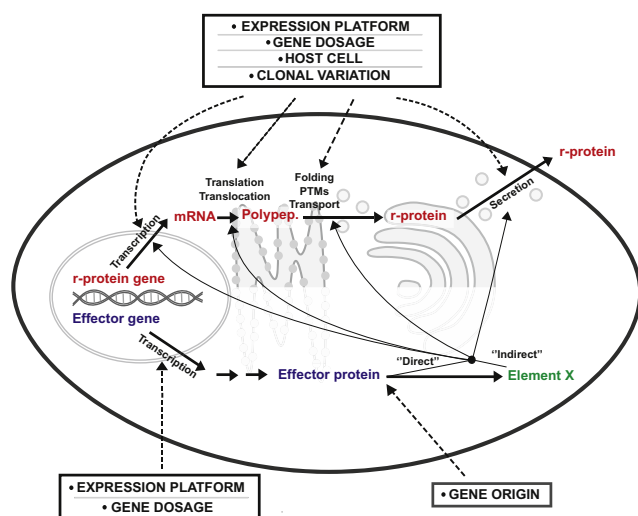 • EXPRESSION PLATFORM
• GENE DOSAGE
• HOST CELL
• CLONAL VARIATION
r-protein
Secretion
Folding
PTMs
Transport
Translation
Translocation
Transcription
mRNA
Polypep.
r-protein
r-protein gene
Effector gene
Transcription
Effector protein
"Direct"
"Indirect"
Element X
• EXPRESSION PLATFORM
• GENE DOSAGE
• GENE ORIGIN